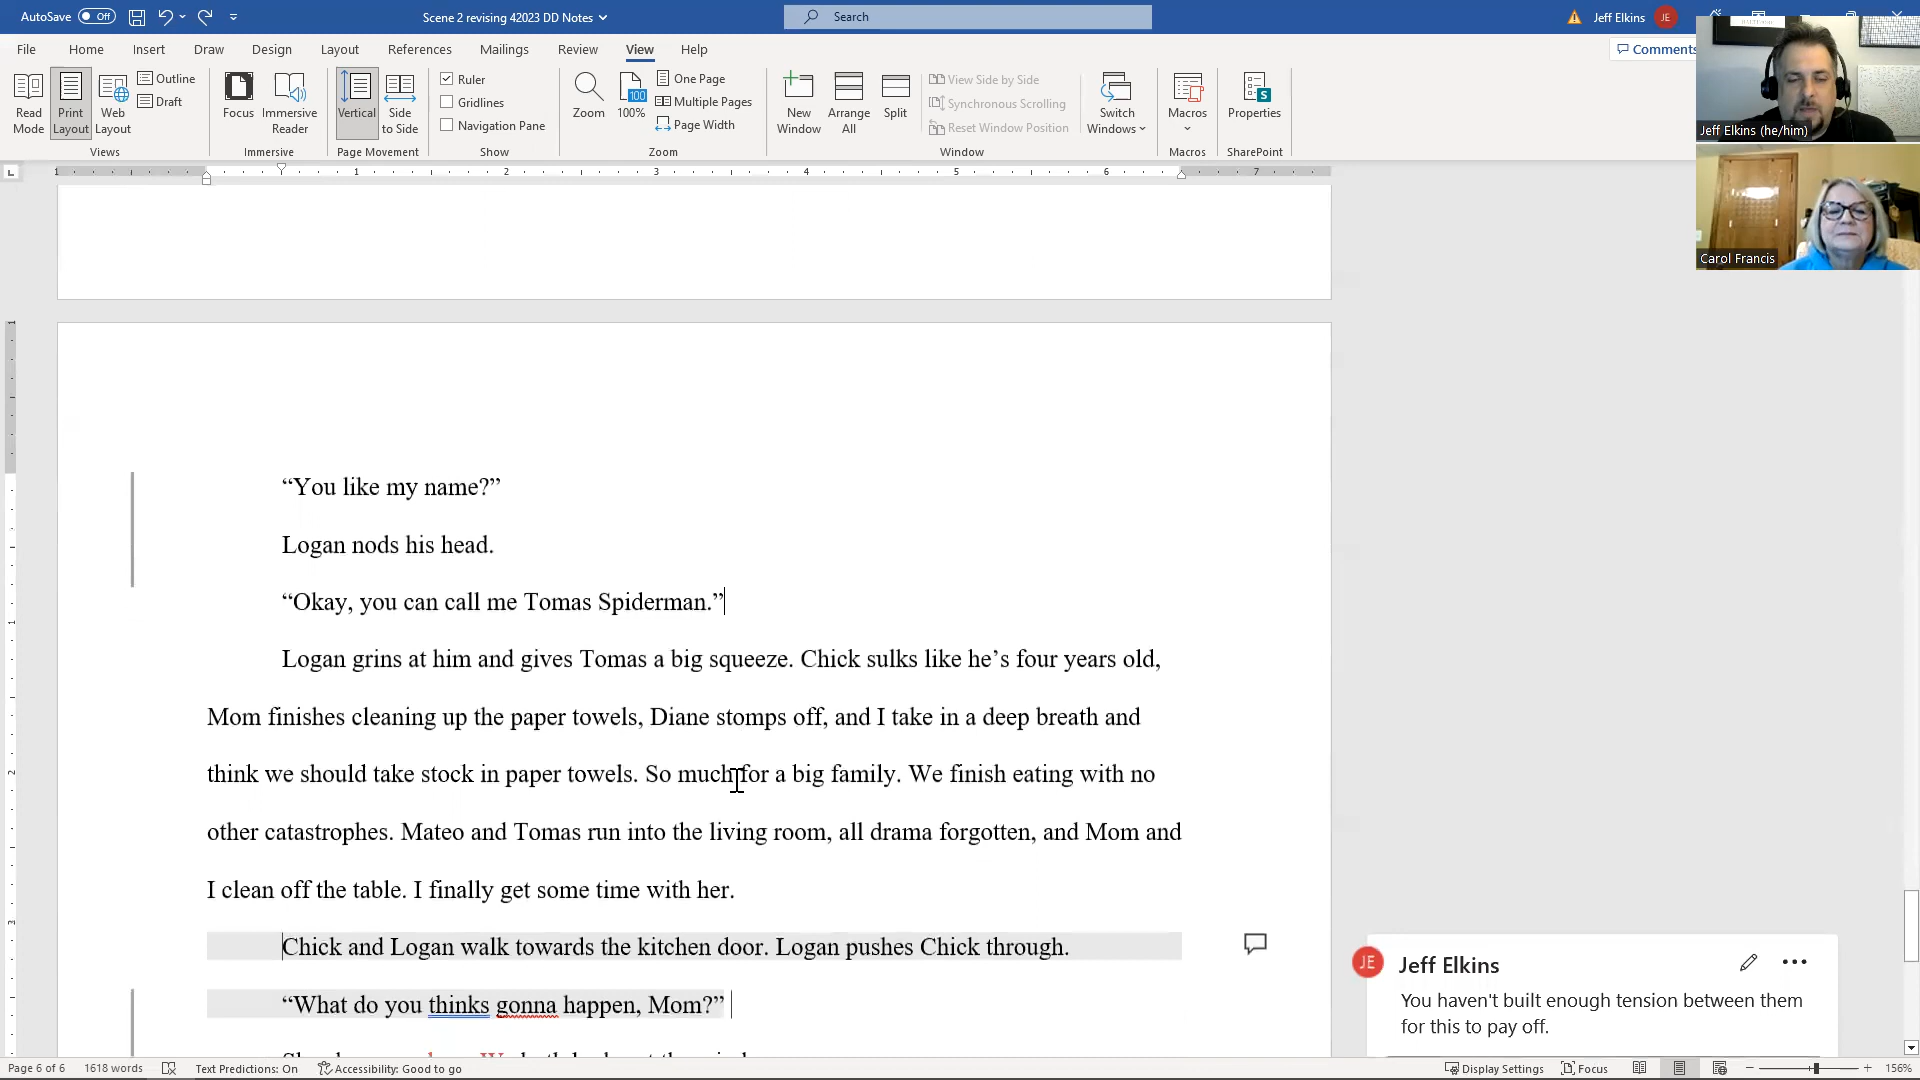 AutoSave Off
Scene 2 revising 42023 DD Notes
Search
Jeff Elkins JE
File Home Insert Draw Design Layout References Mailings Review View Help
Comments
Read Mode
Print Layout
Web Layout
Outline
Draft
Views
Focus
Immersive Reader
Immersive
Vertical
Side to Side
Page Movement
Ruler
Gridlines
Navigation Pane
Show
Zoom
100
100%
One Page
Multiple Pages
Page Width
Zoom
New Window
Arrange All
Split
View Side by Side
Synchronous Scrolling
Reset Window Position
Switch Windows
Window
Macros
Macros
Properties
SharePoint
Jeff Elkins (he/him)
Carol Francis
1 1 2 3 4 5 6 7
“You like my name?”
Logan nods his head.
“Okay, you can call me Tomas Spiderman.”
Logan grins at him and gives Tomas a big squeeze. Chick sulks like he’s four years old,
Mom finishes cleaning up the paper towels, Diane stomps off, and I take in a deep breath and
think we should take stock in paper towels. So much for a big family. We finish eating with no
other catastrophes. Mateo and Tomas run into the living room, all drama forgotten, and Mom and
I clean off the table. I finally get some time with her.
Chick and Logan walk towards the kitchen door. Logan pushes Chick through.
“What do you thinks gonna happen, Mom?”
JE Jeff Elkins
You haven't built enough tension between them
for this to pay off.
Page 6 of 6 1618 words Text Predictions: On Accessibility: Good to go Display Settings Focus 156%